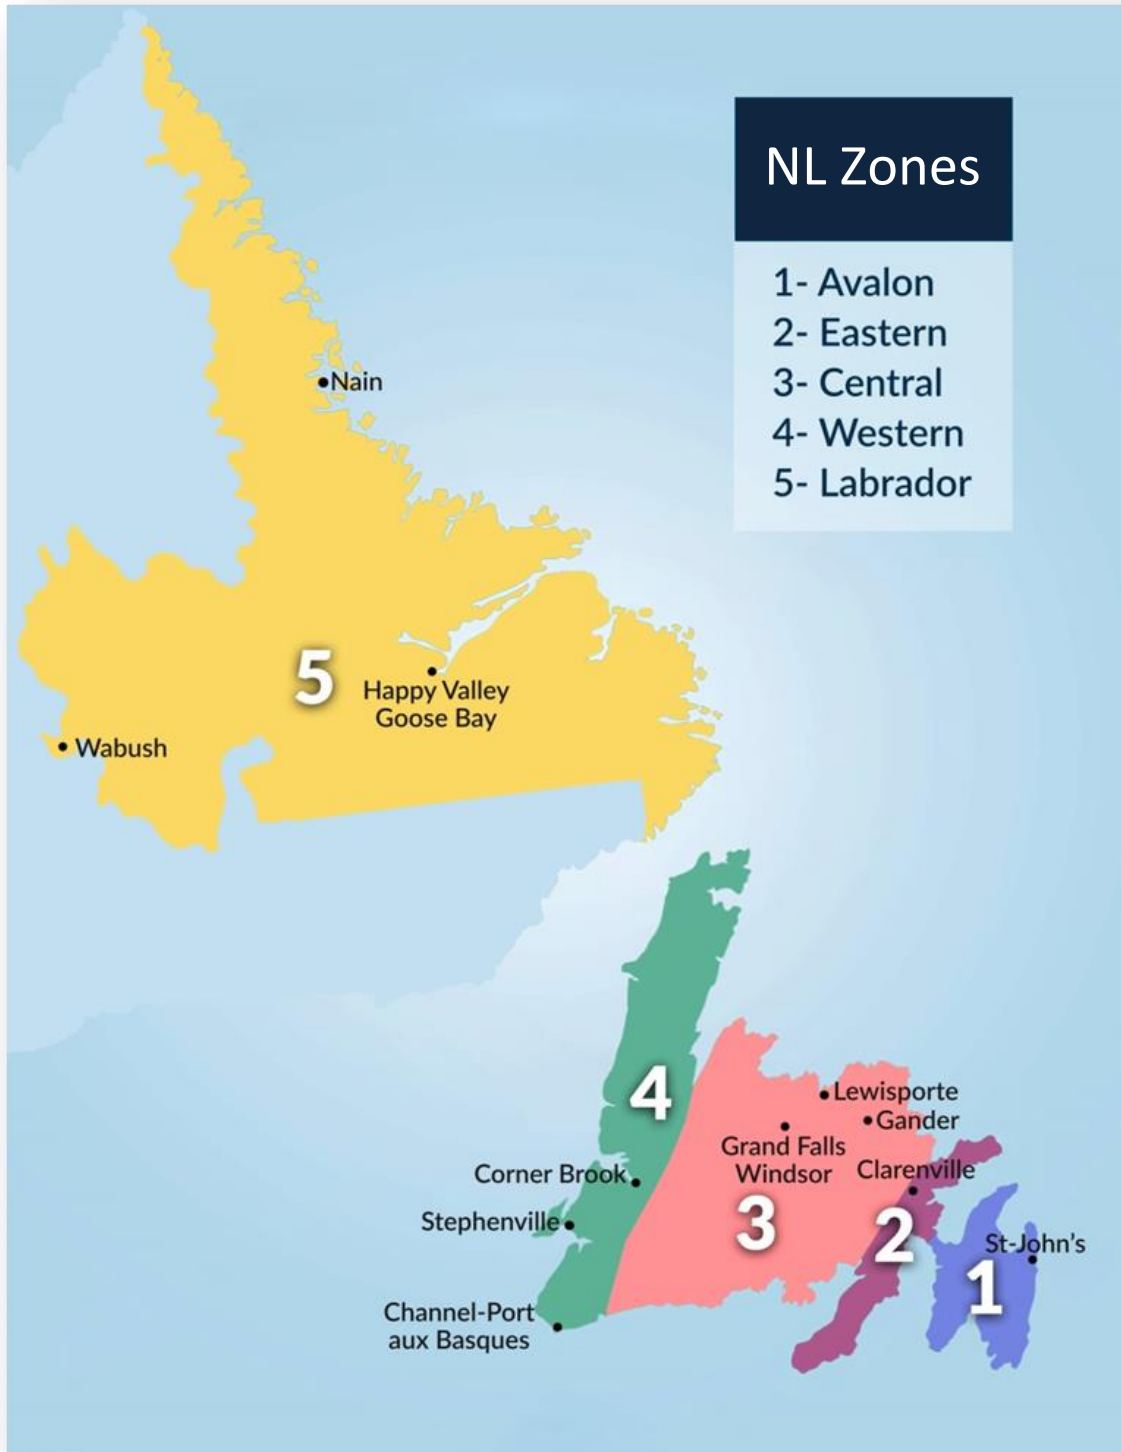 NL Zones
1- Avalon
2- Eastern
3- Central
4- Western
5- Labrador
Nain
5
Happy Valley
Goose Bay
Wabush
4
Lewisporte
Gander
Grand Falls
Windsor
Clarenville
Corner Brook
Stephenville
3
2
St-John's
1
Channel-Port
aux Basques